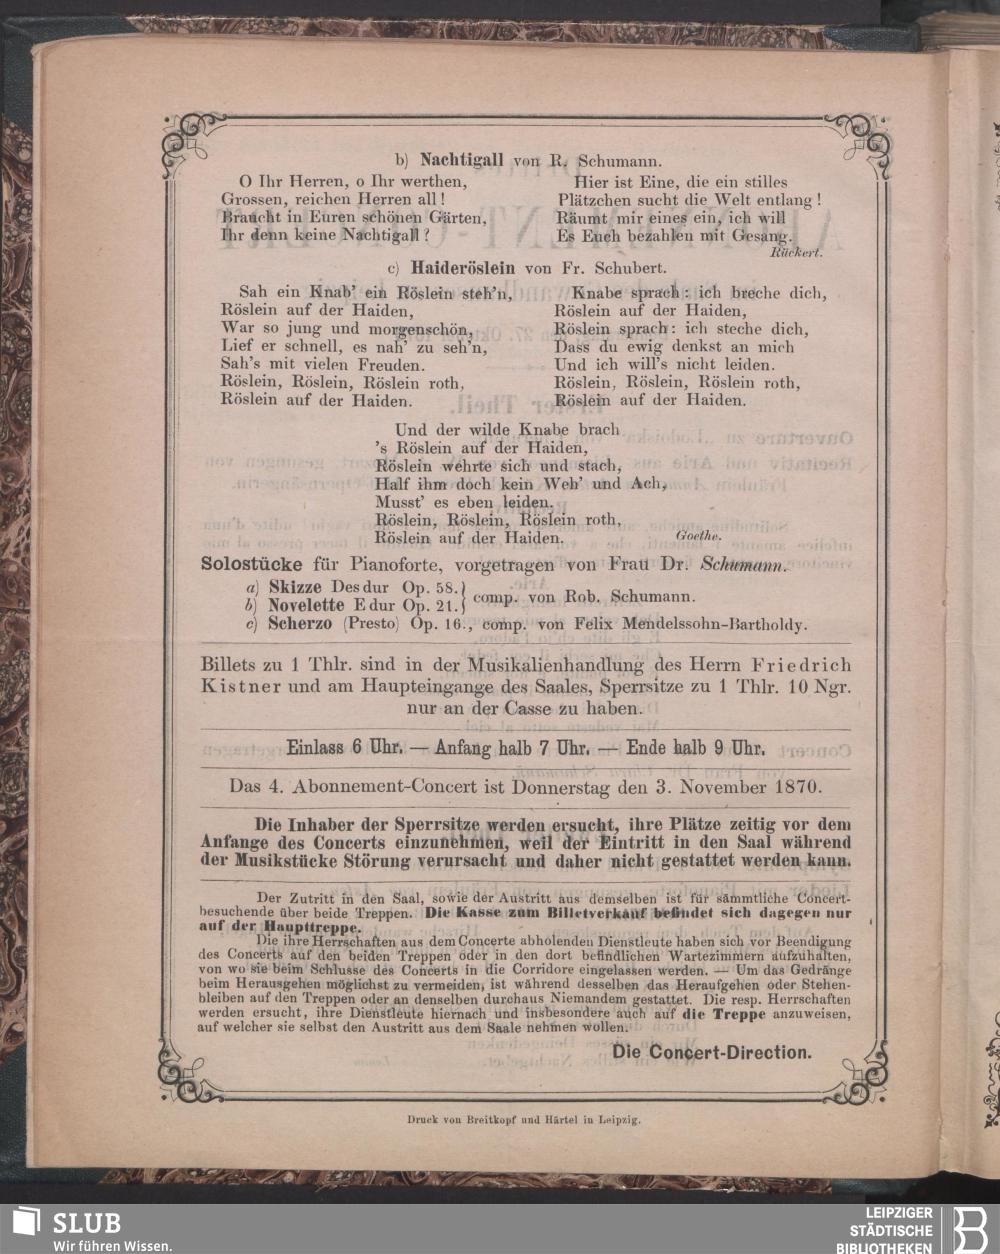 b) Nachtigall von R. Schumann.
O Ihr Herren, o Ihr werthen,
Grossen, reichen Herren all!
Braucht in Euren schönen Gärten,
Ihr denn keine Nachtigall?
Hier ist Eine, die ein stilles
Plätzchen sucht die Welt entlang!
Räumt mir eines ein, ich will
Es Euch bezahlen mit Gesang.
Rückert.
c) Haideröslein von Fr. Schubert.
Sah ein Knab' ein Röslein steh'n,
Röslein auf der Haiden,
War so jung und morgenschön,
Lief er schnell, es nah' zu seh'n,
Sah's mit vielen Freuden.
Röslein, Röslein, Röslein roth,
Röslein auf der Haiden.
Knabe sprach: ich breche dich,
Röslein auf der Haiden,
Röslein sprach: ich steche dich,
Dass du ewig denkst an mich
Und ich will's nicht leiden.
Röslein, Röslein, Röslein roth,
Röslein auf der Haiden.
Und der wilde Knabe brach
's Röslein auf der Haiden,
Röslein wehrte sich und stach,
Half ihm doch kein Weh' und Ach,
Musst' es eben leiden.
Röslein, Röslein, Röslein roth,
Röslein auf der Haiden.
Goethe.
Solostücke für Pianoforte, vorgetragen von Frau Dr. Schumann.
a) Skizze Des dur Op. 58.
b) Novelette E dur Op. 21.
} comp. von Rob. Schumann.
c) Scherzo (Presto) Op. 16., comp. von Felix Mendelssohn-Bartholdy.
Billets zu 1 Thlr. sind in der Musikalienhandlung des Herrn Friedrich
Kistner und am Haupteingange des Saales, Sperrsitze zu 1 Thlr. 10 Ngr.
nur an der Casse zu haben.
Einlass 6 Uhr. — Anfang halb 7 Uhr. — Ende halb 9 Uhr.
Das 4. Abonnement-Concert ist Donnerstag den 3. November 1870.
Die Inhaber der Sperrsitze werden ersucht, ihre Plätze zeitig vor dem
Anfange des Concerts einzunehmen, weil der Eintritt in den Saal während
der Musikstücke Störung verursacht und daher nicht gestattet werden kann.
Der Zutritt in den Saal, sowie der Austritt aus demselben ist für sämmtliche Concert-
besuchende über beide Treppen. Die Kasse zum Billetverkauf befindet sich dagegen nur
auf der Haupttreppe.
Die ihre Herrschaften aus dem Concerte abholenden Dienstleute haben sich vor Beendigung
des Concerts auf den beiden Treppen oder in den dort befindlichen Wartezimmern aufzuhalten,
von wo sie beim Schlusse des Concerts in die Corridore eingelassen werden. — Um das Gedränge
beim Herausgehen möglichst zu vermeiden, ist während desselben das Heraufgehen oder Stehen-
bleiben auf den Treppen oder an denselben durchaus Niemandem gestattet. Die resp. Herrschaften
werden ersucht, ihre Dienstleute hiernach und insbesondere auch auf die Treppe anzuweisen,
auf welcher sie selbst den Austritt aus dem Saale nehmen wollen.
Die Concert-Direction.
Druck von Breitkopf und Härtel in Leipzig.
SLUB
Wir führen Wissen.
LEIPZIGER
STÄDTISCHE
BIBLIOTHEKEN